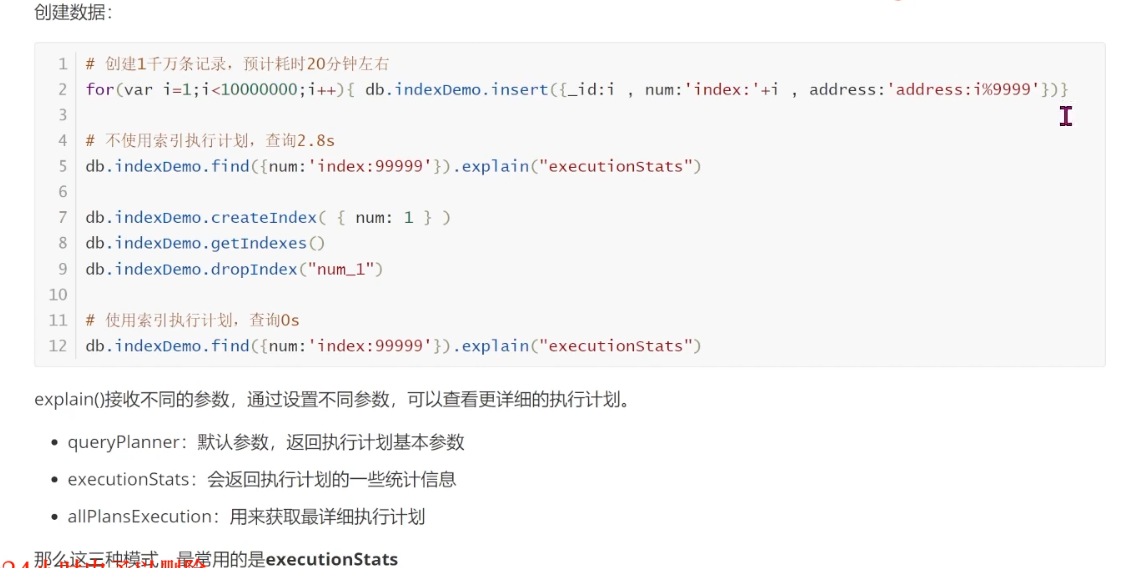 创建数据：
1 # 创建1千万条记录，预计耗时20分钟左右
2 for(var i=1;i<10000000;i++){ db.indexDemo.insert({_id:i , num:'index:'+i , address:'address:i%9999'})}
3
4 # 不使用索引执行计划，查询2.8s
5 db.indexDemo.find({num:'index:99999'}).explain("executionStats")
6
7 db.indexDemo.createIndex( { num: 1 } )
8 db.indexDemo.getIndexes()
9 db.indexDemo.dropIndex("num_1")
10
11 # 使用索引执行计划，查询0s
12 db.indexDemo.find({num:'index:99999'}).explain("executionStats")
explain()接收不同的参数，通过设置不同参数，可以查看更详细的执行计划。
• queryPlanner：默认参数，返回执行计划基本参数
• executionStats：会返回执行计划的一些统计信息
• allPlansExecution：用来获取最详细执行计划
那么这三种模式，最常用的是executionStats